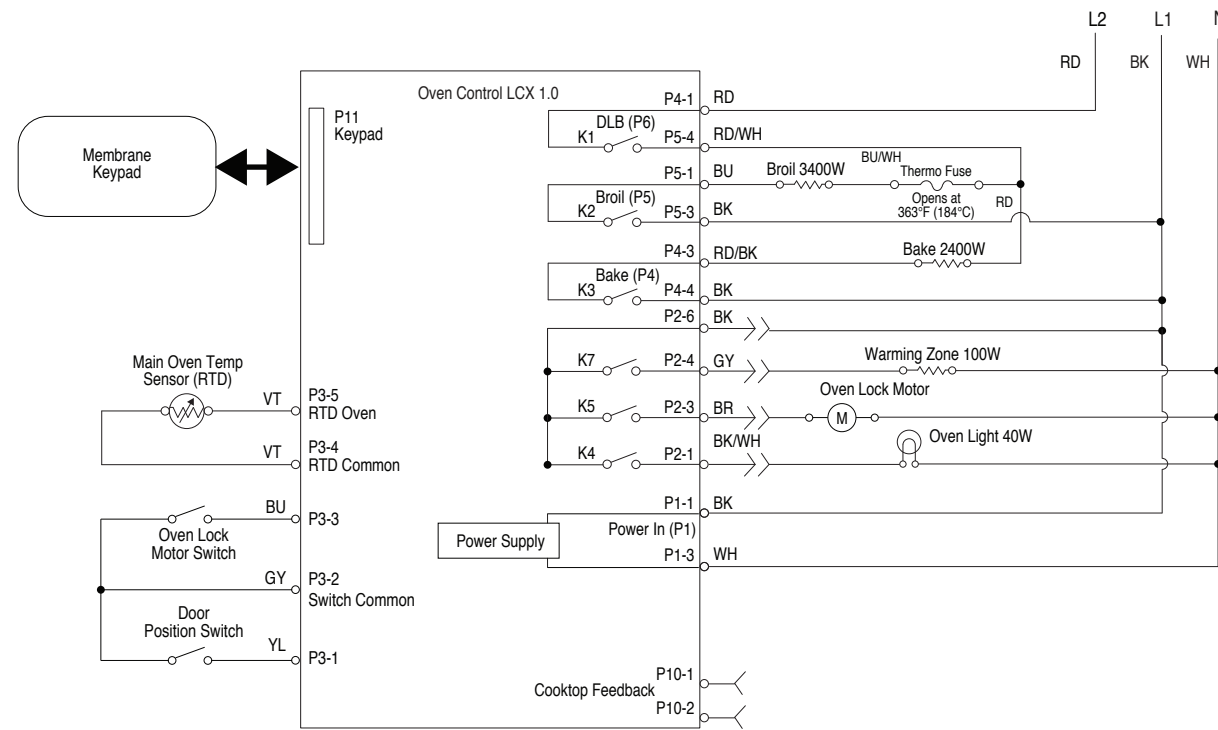 L2 L1 N
RD BK WH
Oven Control LCX 1.0
P11
Keypad
Membrane
Keypad
P4-1 RD
DLB (P6)
K1 P5-4 RD/WH
P5-1 BU Broil 3400W BU/WH Thermo Fuse
Opens at
363°F (184°C)
RD
Broil (P5)
K2 P5-3 BK
P4-3 RD/BK Bake 2400W
Bake (P4)
K3 P4-4 BK
P2-6 BK
K7 P2-4 GY Warming Zone 100W
K5 P2-3 BR Oven Lock Motor
M
K4 P2-1 BK/WH Oven Light 40W
Main Oven Temp
Sensor (RTD)
VT P3-5
RTD Oven
VT P3-4
RTD Common
BU P3-3
Oven Lock
Motor Switch
GY P3-2
Switch Common
Door
Position Switch
YL P3-1
P1-1 BK
Power Supply Power In (P1)
P1-3 WH
Cooktop Feedback
P10-1
P10-2